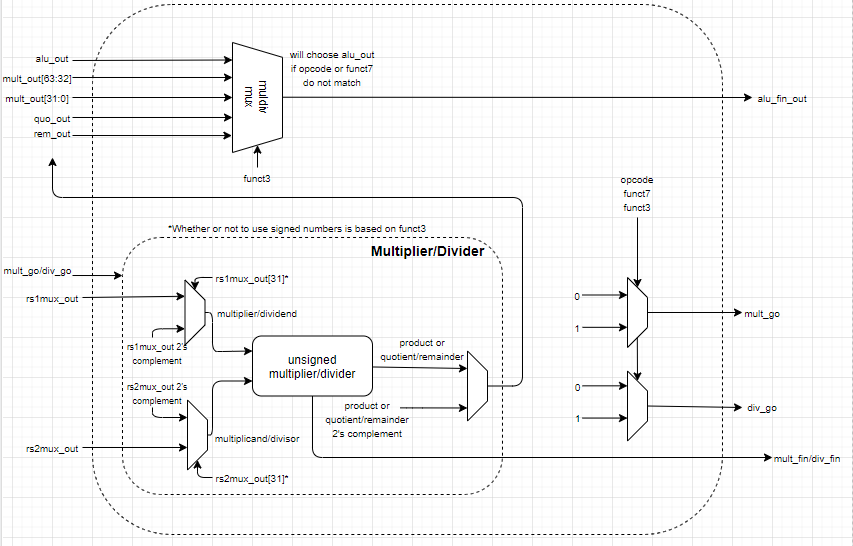 alu_out
mult_out[63:32]
mult_out[31:0]
quo_out
rem_out
muldiv
mux
will choose alu_out
if opcode or funct7
do not match
alu_fin_out
funct3
opcode
funct7
funct3
*Whether or not to use signed numbers is based on funct3
Multiplier/Divider
mult_go/div_go
rs1mux_out
rs1mux_out[31]*
multiplier/dividend
rs1mux_out 2's
complement
rs2mux_out 2's
complement
unsigned
multiplier/divider
product or
quotient/remainder
product or
quotient/remainder
2's complement
multiplicand/divisor
rs2mux_out
rs2mux_out[31]*
0
1
mult_go
0
1
div_go
mult_fin/div_fin